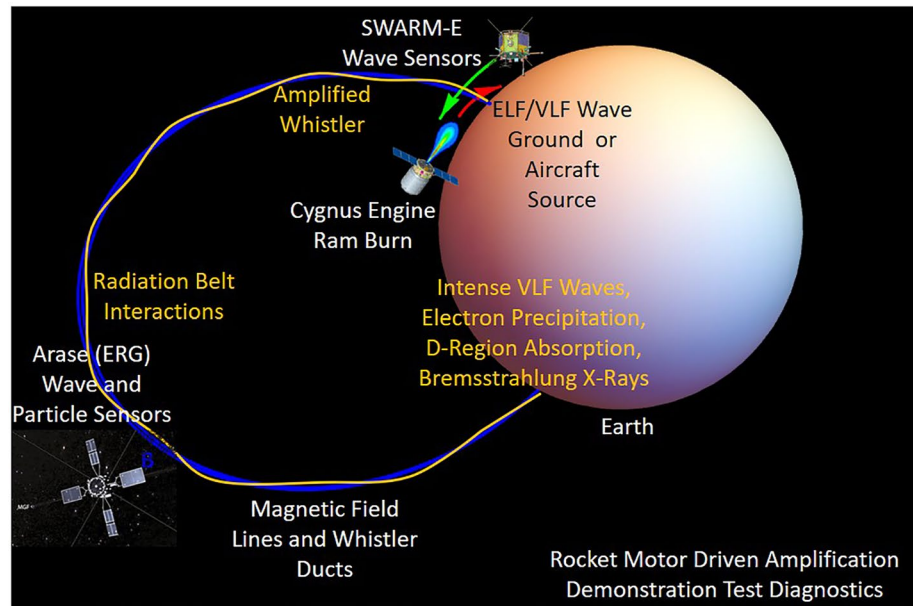 SWARM-E
Wave Sensors
Amplified
Whistler
ELF/VLF Wave
Ground or
Aircraft
Source
Cygnus Engine
Ram Burn
Radiation Belt
Interactions
Intense VLF Waves,
Electron Precipitation,
D-Region Absorption,
Bremsstrahlung X-Rays
Arase (ERG)
Wave and
Particle Sensors
Earth
B
MGF
Magnetic Field
Lines and Whistler
Ducts
Rocket Motor Driven Amplification
Demonstration Test Diagnostics